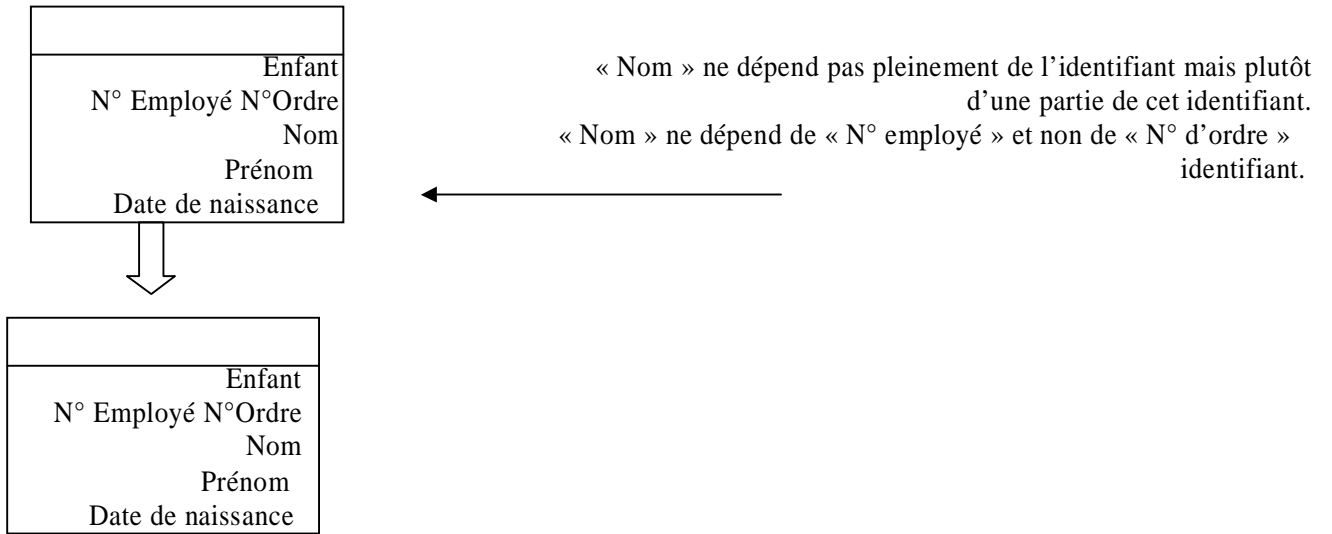 Enfant
N° Employé N°Ordre
Nom
Prénom
Date de naissance
« Nom » ne dépend pas pleinement de l’identifiant mais plutôt
d’une partie de cet identifiant.
« Nom » ne dépend de « N° employé » et non de « N° d’ordre »
identifiant.
Enfant
N° Employé N°Ordre
Nom
Prénom
Date de naissance